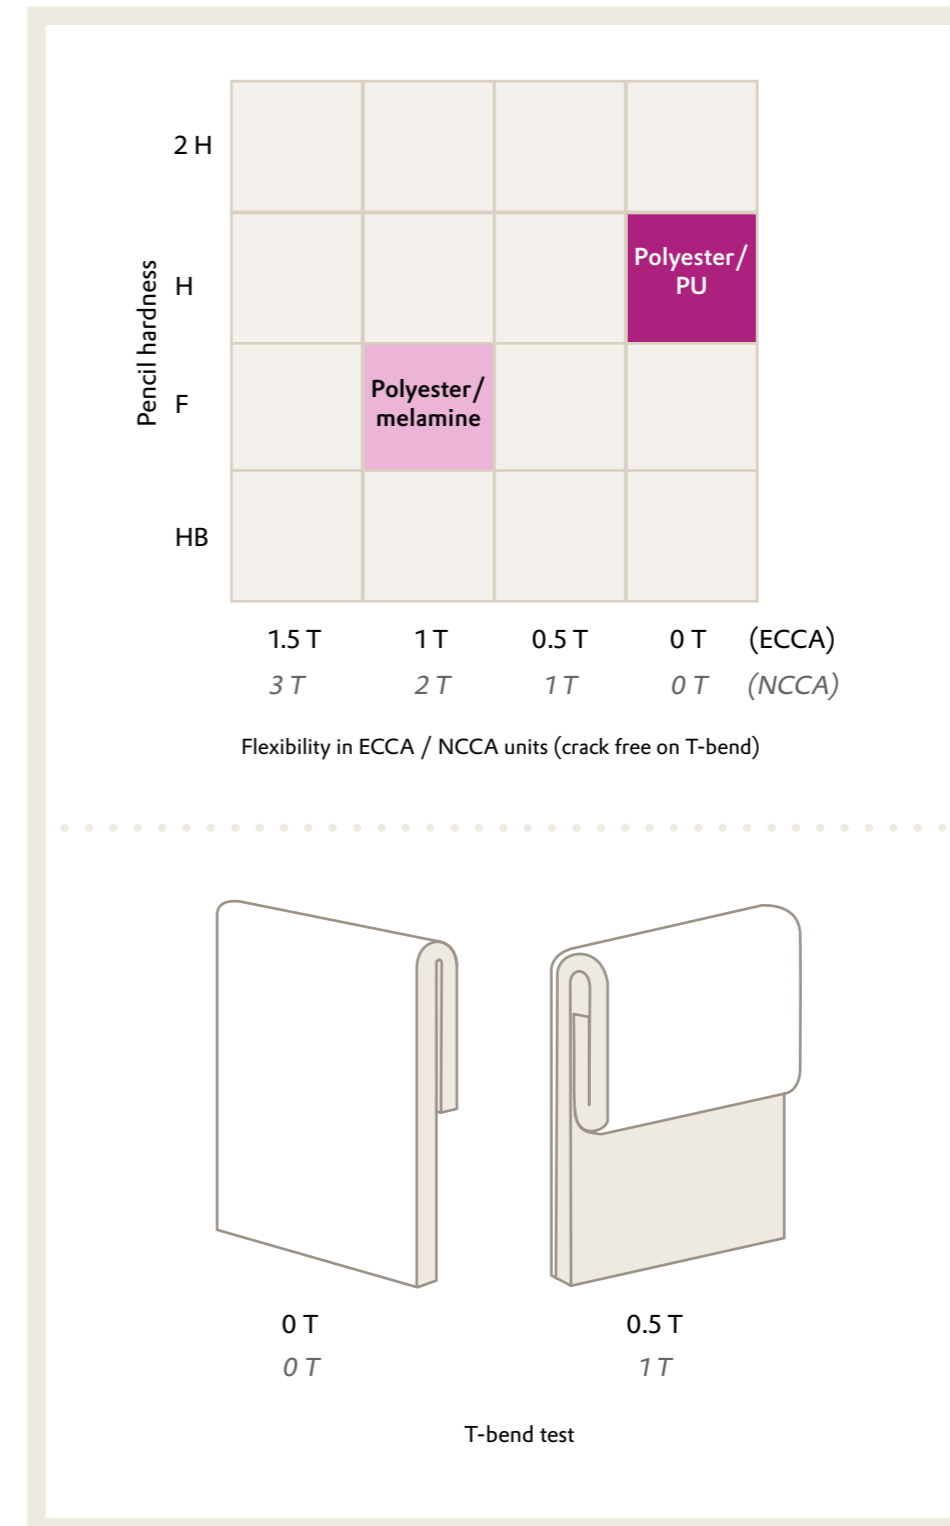 2 H
Pencil hardness
H
Polyester/
PU
F
Polyester/
melamine
HB
1.5 T 1 T 0.5 T 0 T (ECCA)
3 T 2 T 1 T 0 T (NCCA)
Flexibility in ECCA / NCCA units (crack free on T-bend)
0 T 0.5 T
0 T 1 T
T-bend test